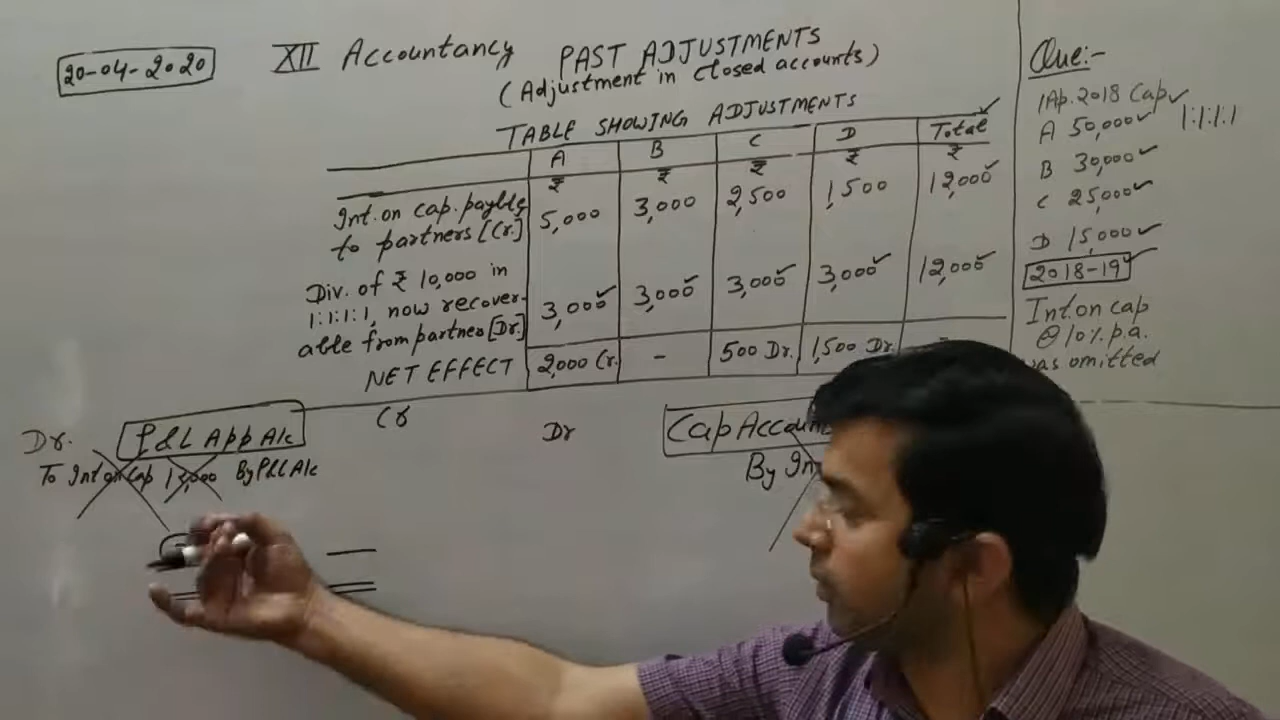 20-04-2020
XII Accountancy
PAST ADJUSTMENTS
(Adjustment in closed accounts)
TABLE SHOWING ADJUSTMENTS
A B C D Total
₹ ₹ ₹ ₹ ₹
Int. on cap. payble
to partners [Cr.]
5,000 3,000 2,500 1,500 12,000
Div. of ₹ 10,000 in
1:1:1:1, now recover-
able from partner [Dr.]
3,000 3,000 3,000 3,000 12,000
NET EFFECT 2,000 Cr. - 500 Dr. 1,500 Dr.
Que:-
1 Ap. 2018 Cap
A 50,000 1:1:1:1
B 30,000
C 25,000
D 15,000
2018-19
Int. on cap
@ 10% p.a.
was omitted
Dr. P&L App A/c Cr
To Int on Cap 12,000 By P&L A/c
Dr Cap Accoun
By In